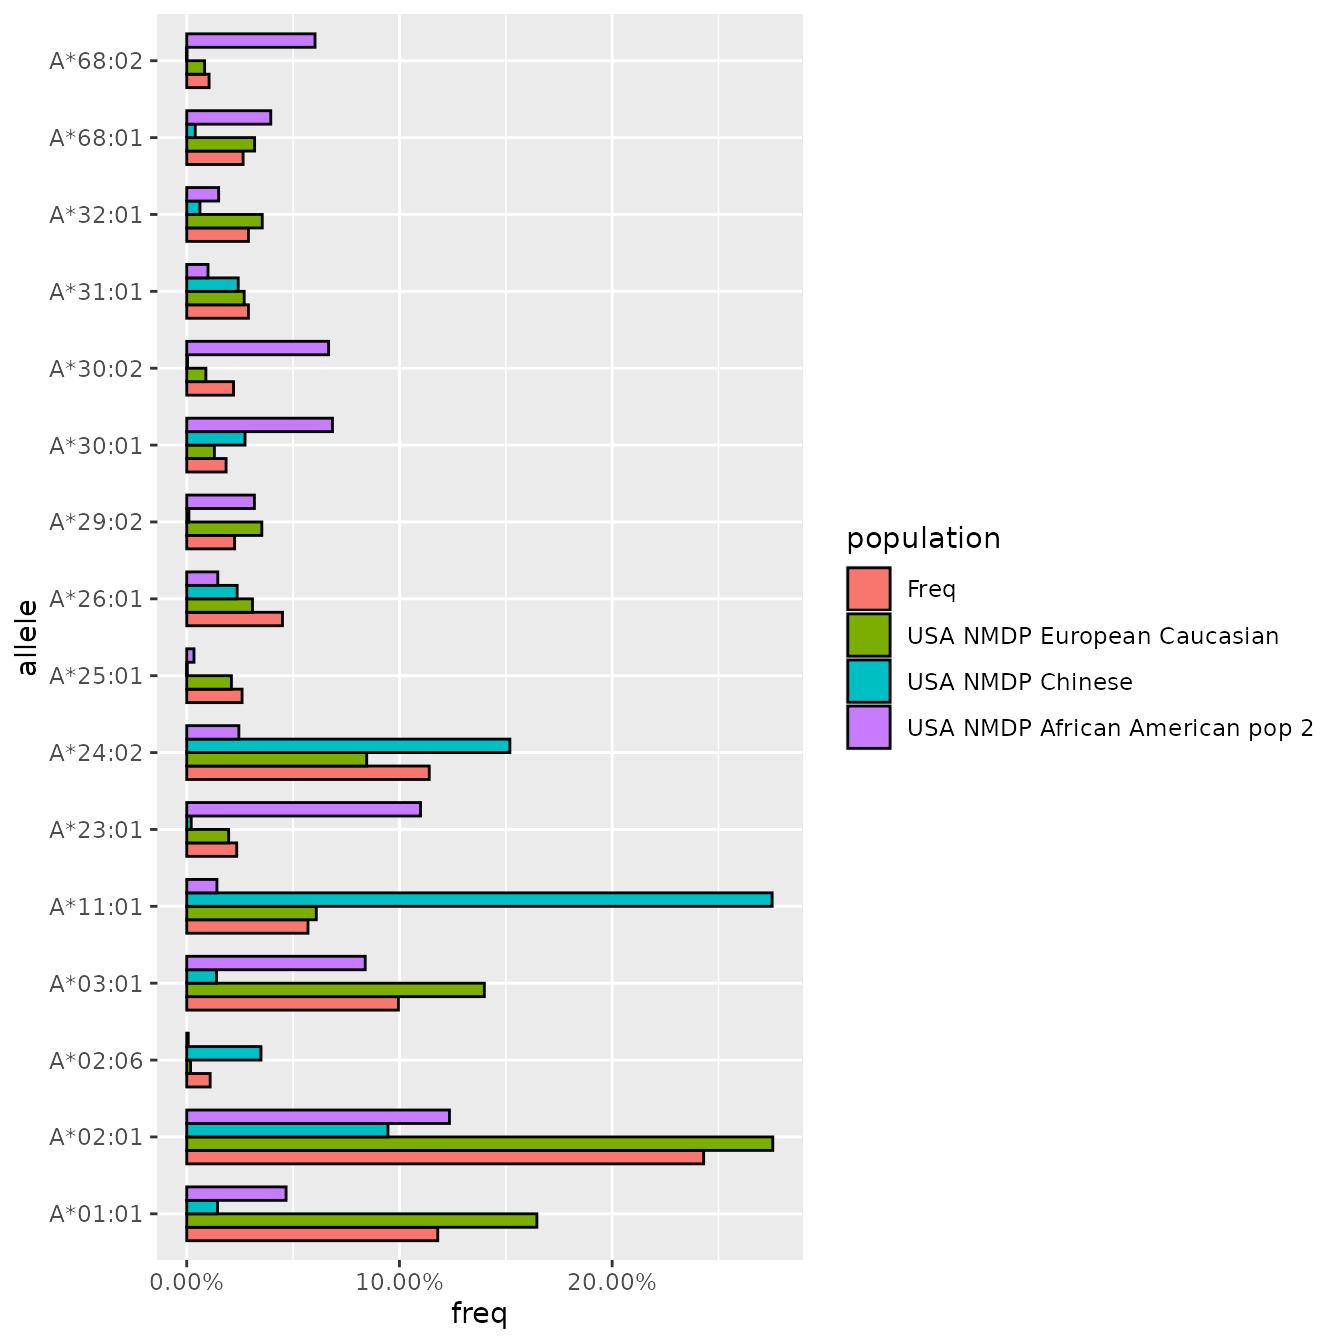 A*68:02
A*68:01
A*32:01
A*31:01
A*30:02
A*30:01
A*29:02
A*26:01
A*25:01
A*24:02
A*23:01
A*11:01
A*03:01
A*02:06
A*02:01
A*01:01
allele
0.00% 10.00% 20.00%
freq
population
Freq
USA NMDP European Caucasian
USA NMDP Chinese
USA NMDP African American pop 2